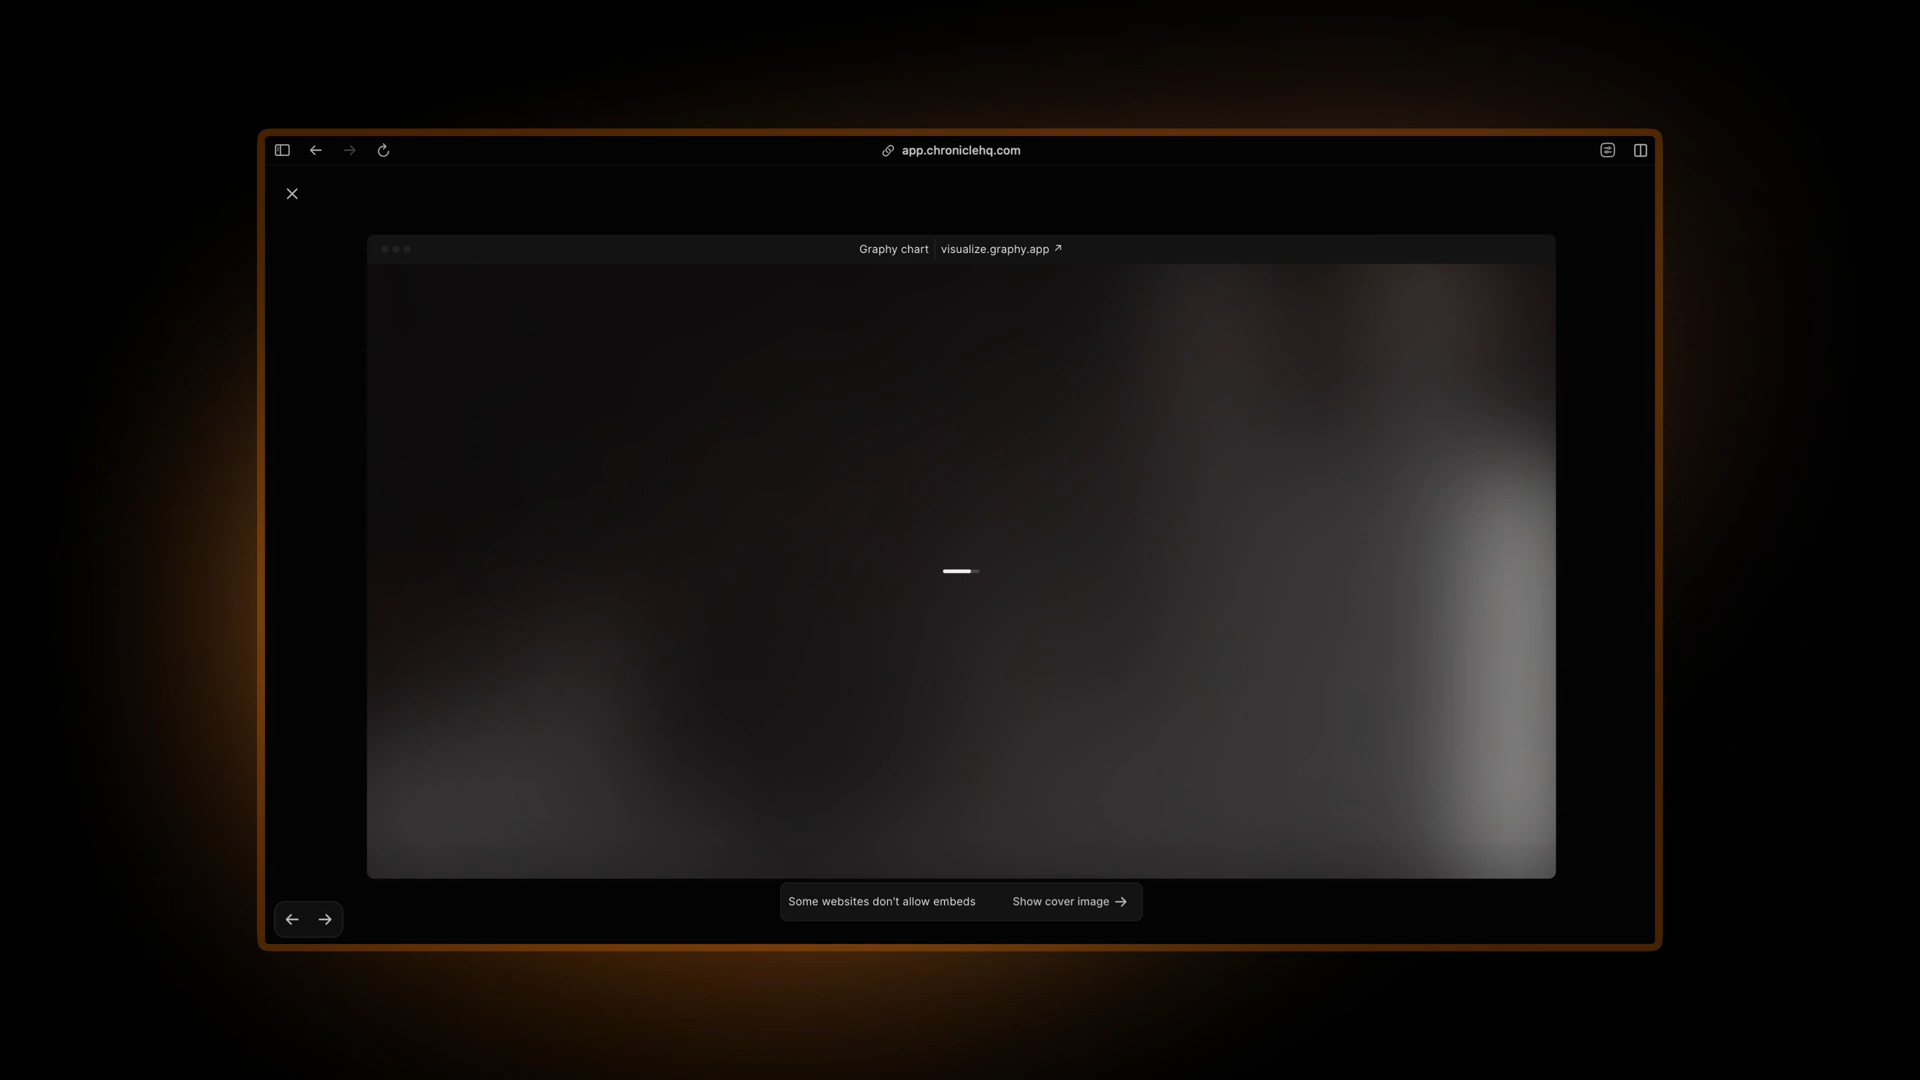 app.chroniclehq.com
Graphy chart visualize.graphy.app
Some websites don't allow embeds Show cover image